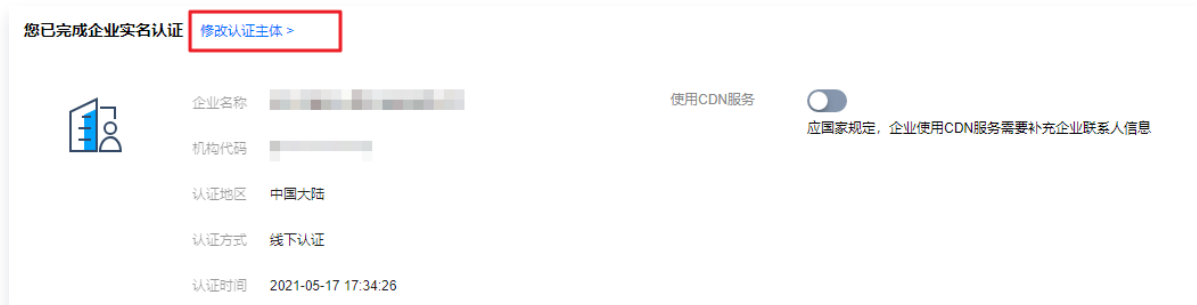 您已完成企业实名认证 修改认证主体 >
企业名称
使用CDN服务
应国家规定，企业使用CDN服务需要补充企业联系人信息
机构代码
认证地区 中国大陆
认证方式 线下认证
认证时间 2021-05-17 17:34:26